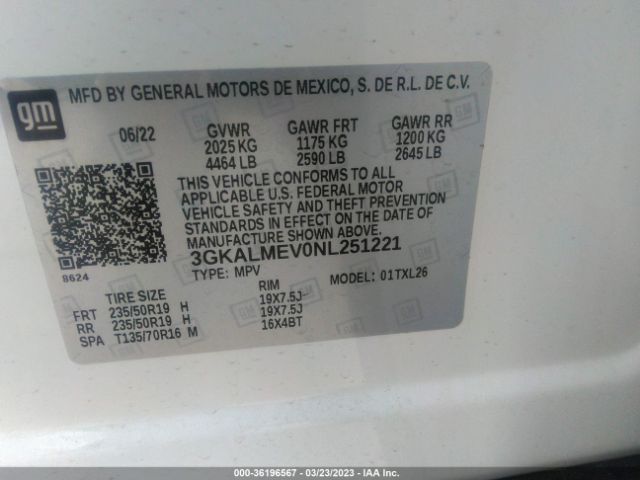 gm
MFD BY GENERAL MOTORS DE MEXICO, S. DE R.L. DE C.V.
06/22 GVWR GAWR FRT GAWR RR
2025 KG 1175 KG 1200 KG
4464 LB 2590 LB 2645 LB
THIS VEHICLE CONFORMS TO ALL
APPLICABLE U.S. FEDERAL MOTOR
VEHICLE SAFETY AND THEFT PREVENTION
STANDARDS IN EFFECT ON THE DATE OF
MANUFACTURE SHOWN ABOVE.
8624 3GKALMEV0NL251221
TYPE: MPV MODEL: 01TXL26
TIRE SIZE RIM
FRT 235/50R19 H 19X7.5J
RR 235/50R19 H 19X7.5J
SPA T135/70R16 M 16X4BT
000-36196567 - 03/23/2023 - IAA Inc.